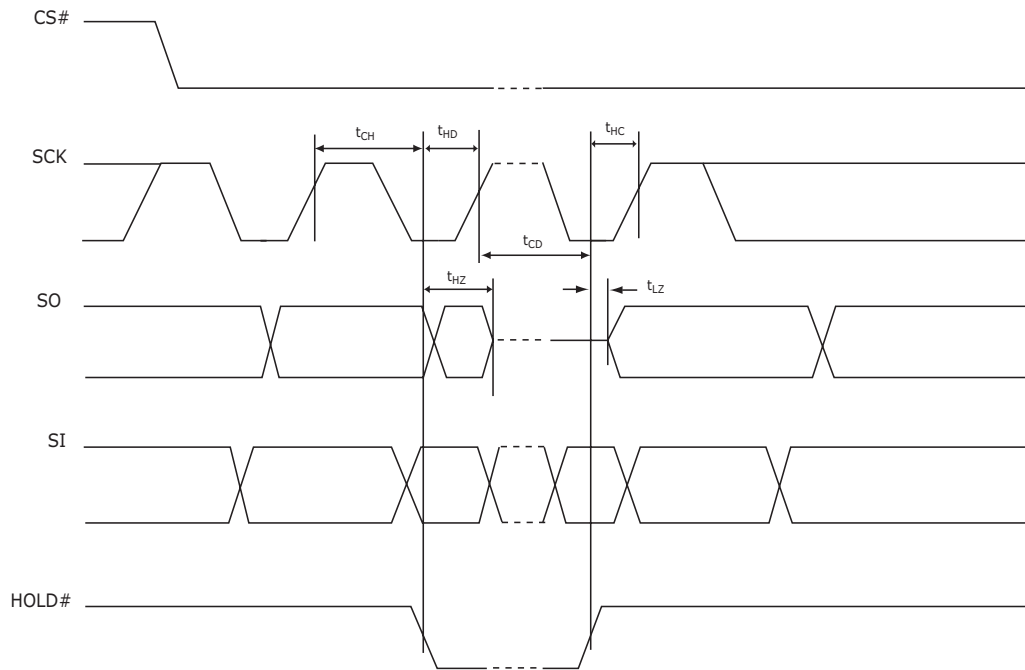 CS#
tCH
tHD
tHC
SCK
tCD
tHZ
tLZ
SO
SI
HOLD#